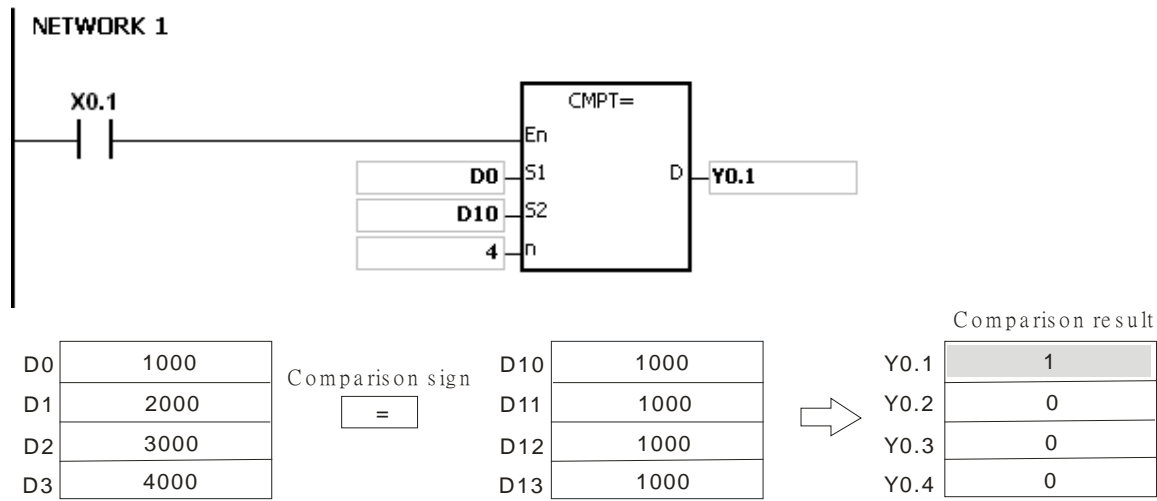 NETWORK 1
X0.1
CMPT=
En
D0 S1 D Y0.1
D10 S2
4 n
Comparison result
D0 1000 D10 1000 Y0.1 1
Comparison sign
D1 2000 = D11 1000 Y0.2 0
D2 3000 D12 1000 Y0.3 0
D3 4000 D13 1000 Y0.4 0